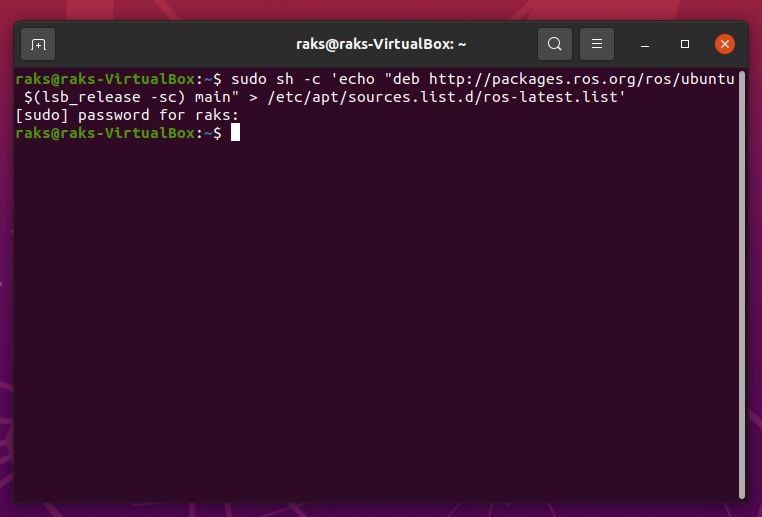 raks@raks-VirtualBox: ~
raks@raks-VirtualBox:~$ sudo sh -c 'echo "deb http://packages.ros.org/ros/ubuntu
$(lsb_release -sc) main" > /etc/apt/sources.list.d/ros-latest.list'
[sudo] password for raks:
raks@raks-VirtualBox:~$